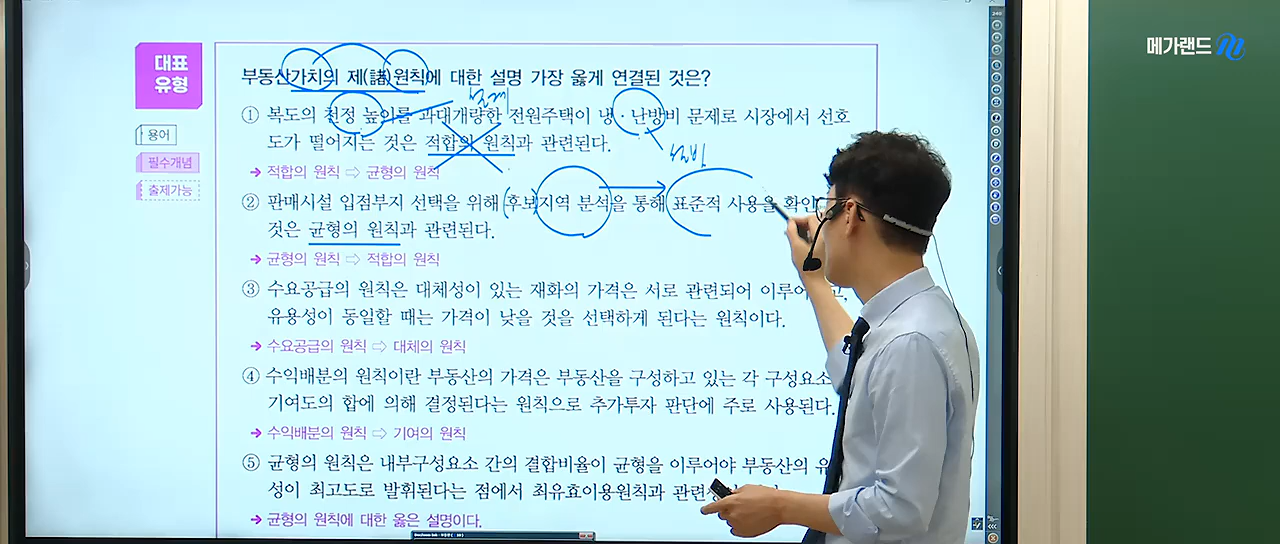 메가랜드
대표
유형
용어
필수개념
출제가능
부동산가치의 제(諸)원칙에 대한 설명 가장 옳게 연결된 것은?
① 복도의 천정 높이를 과대개량한 전원주택이 냉·난방비 문제로 시장에서 선호
도가 떨어지는 것은 적합의 원칙과 관련된다.
→ 적합의 원칙 ⇨ 균형의 원칙
② 판매시설 입점부지 선택을 위해 (후보)지역 분석을 통해 표준적 사용을 확인
것은 균형의 원칙과 관련된다.
→ 균형의 원칙 ⇨ 적합의 원칙
③ 수요공급의 원칙은 대체성이 있는 재화의 가격은 서로 관련되어 이루어 고,
유용성이 동일할 때는 가격이 낮을 것을 선택하게 된다는 원칙이다.
→ 수요공급의 원칙 ⇨ 대체의 원칙
④ 수익배분의 원칙이란 부동산의 가격은 부동산을 구성하고 있는 각 구성요소
기여도의 합에 의해 결정된다는 원칙으로 추가투자 판단에 주로 사용된다.
→ 수익배분의 원칙 ⇨ 기여의 원칙
⑤ 균형의 원칙은 내부구성요소 간의 결합비율이 균형을 이루어야 부동산의 유
성이 최고도로 발휘된다는 점에서 최유효이용원칙과 관련
→ 균형의 원칙에 대한 옳은 설명이다.